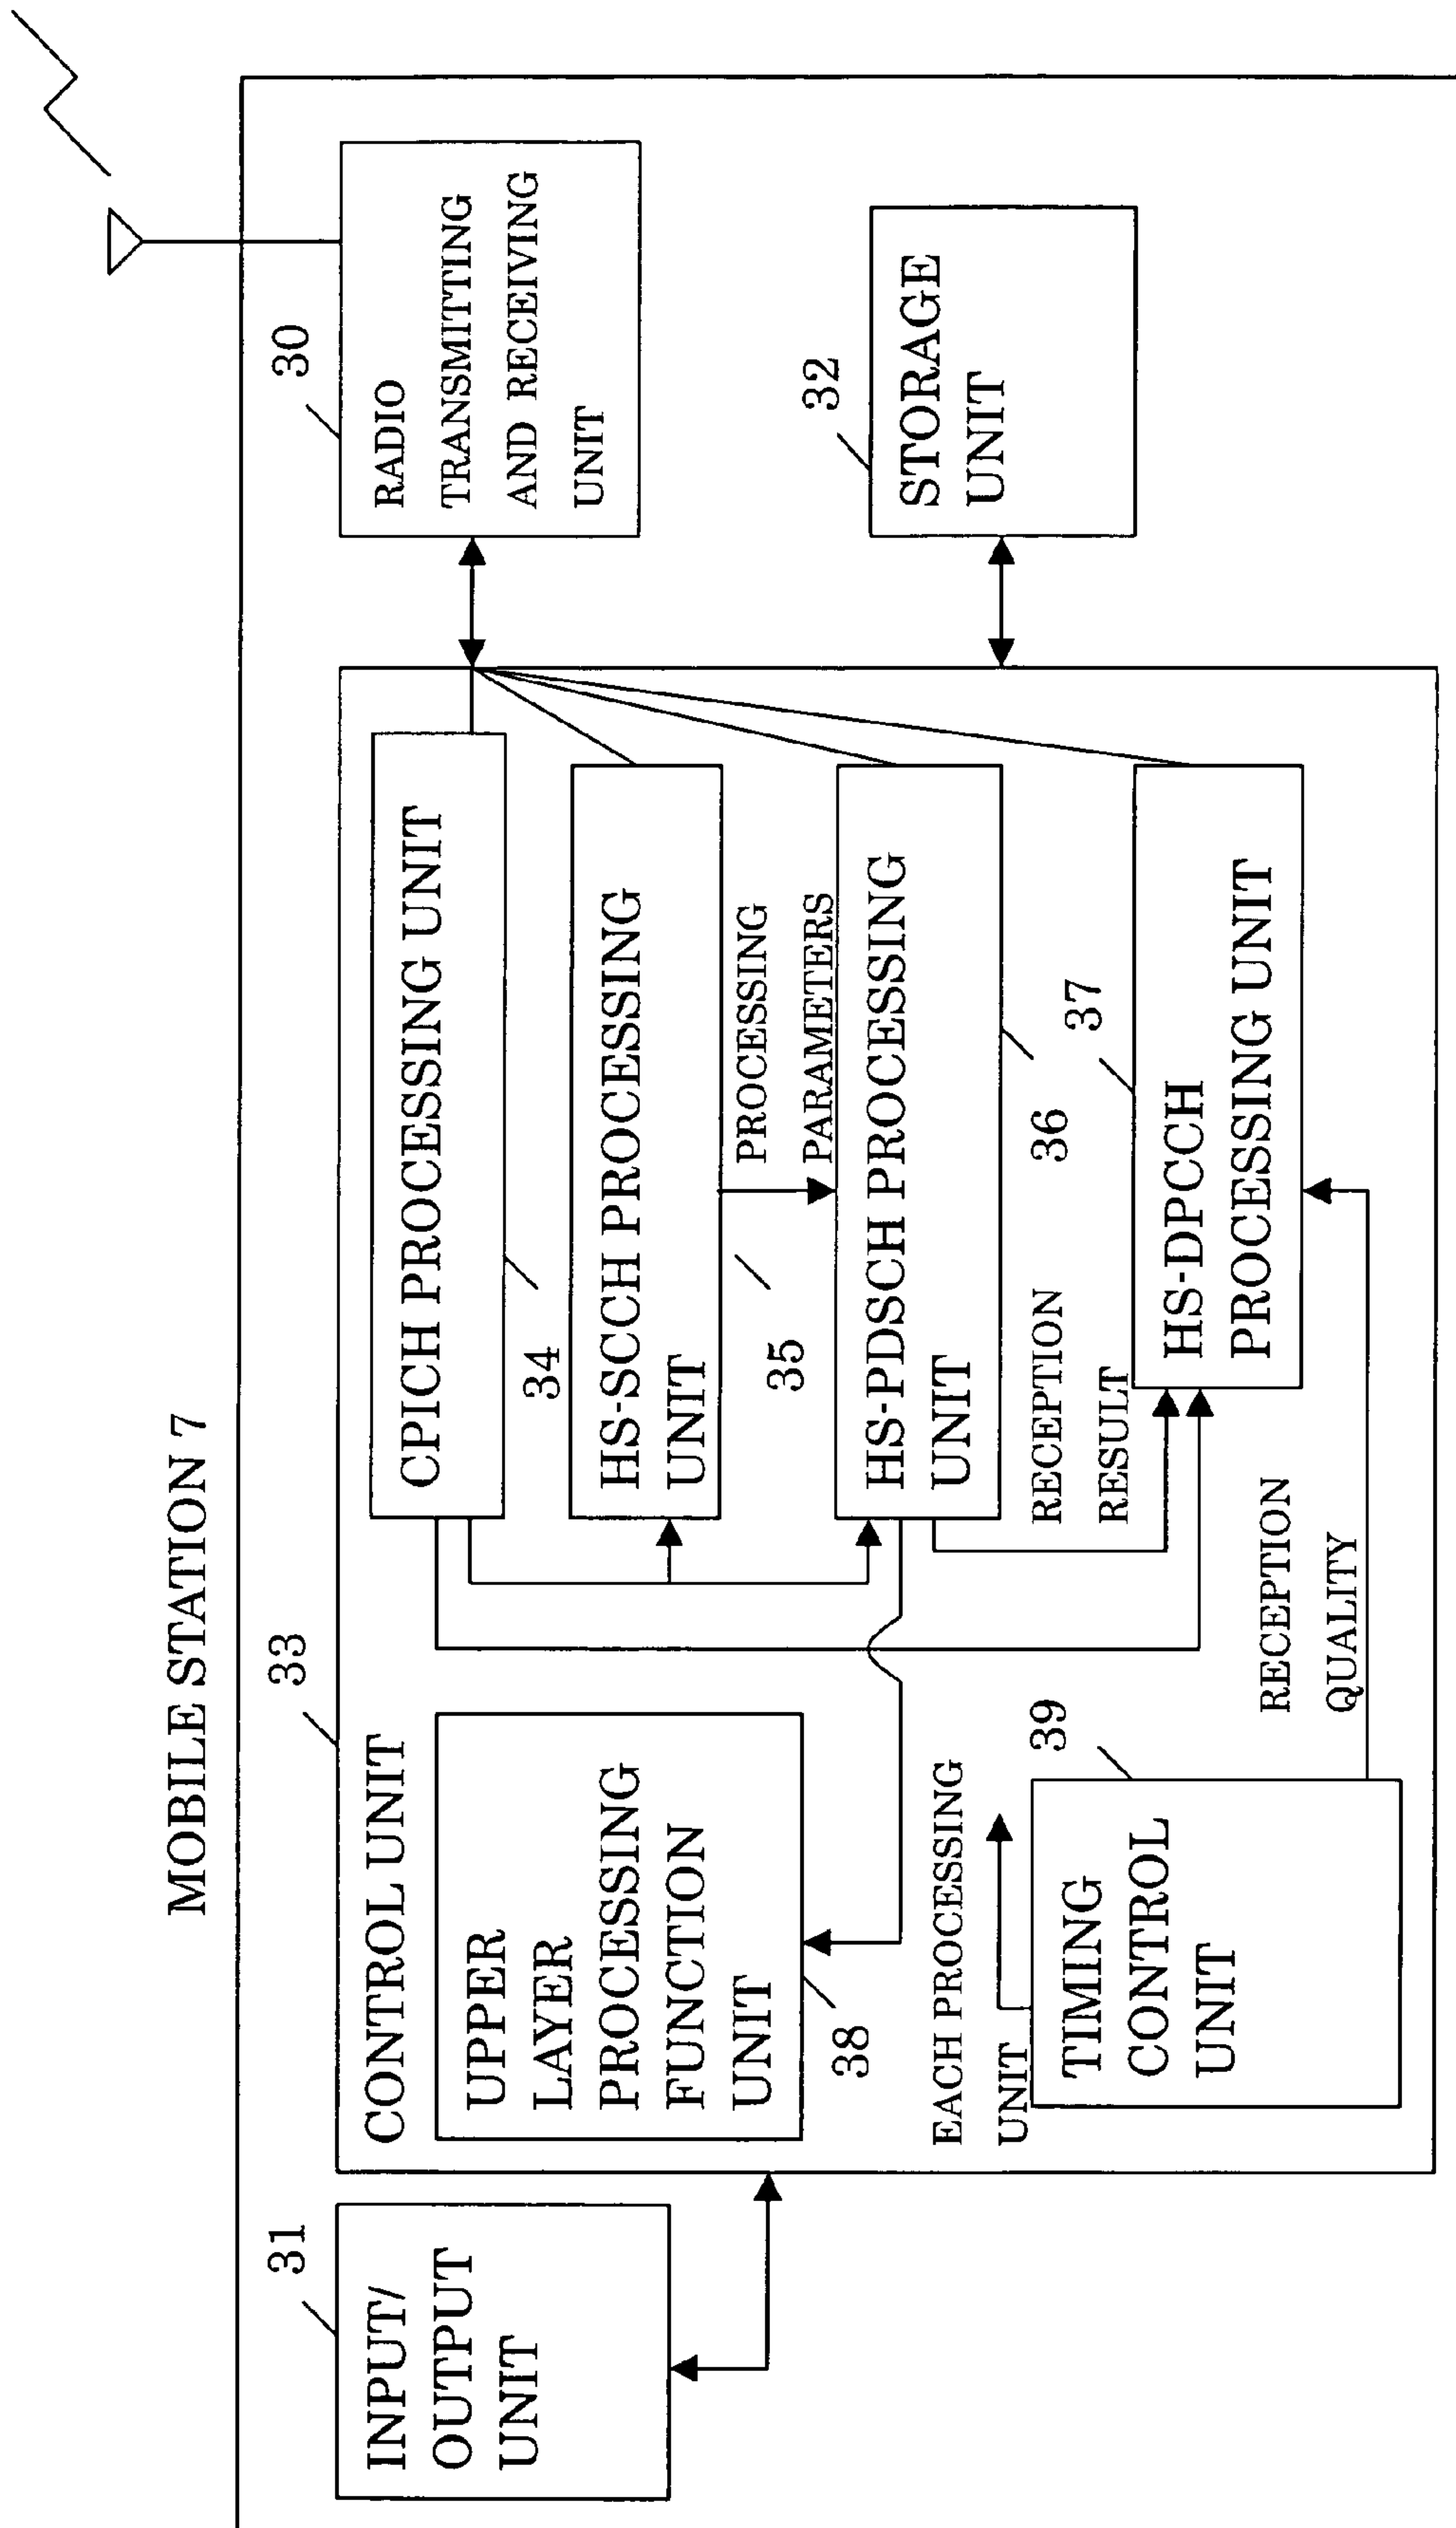 MOBILE STATION 7
31
INPUT/
OUTPUT
UNIT
33
CONTROL UNIT
UPPER
LAYER
PROCESSING
FUNCTION
UNIT
38
EACH PROCESSING
UNIT
39
TIMING
CONTROL
UNIT
CPICH PROCESSING UNIT
34
HS-SCCH PROCESSING
UNIT
35
PROCESSING
PARAMETERS
HS-PDSCH PROCESSING
UNIT
36
RECEPTION
RESULT
37
HS-DPCCH
PROCESSING UNIT
RECEPTION
QUALITY
30
RADIO
TRANSMITTING
AND RECEIVING
UNIT
32
STORAGE
UNIT